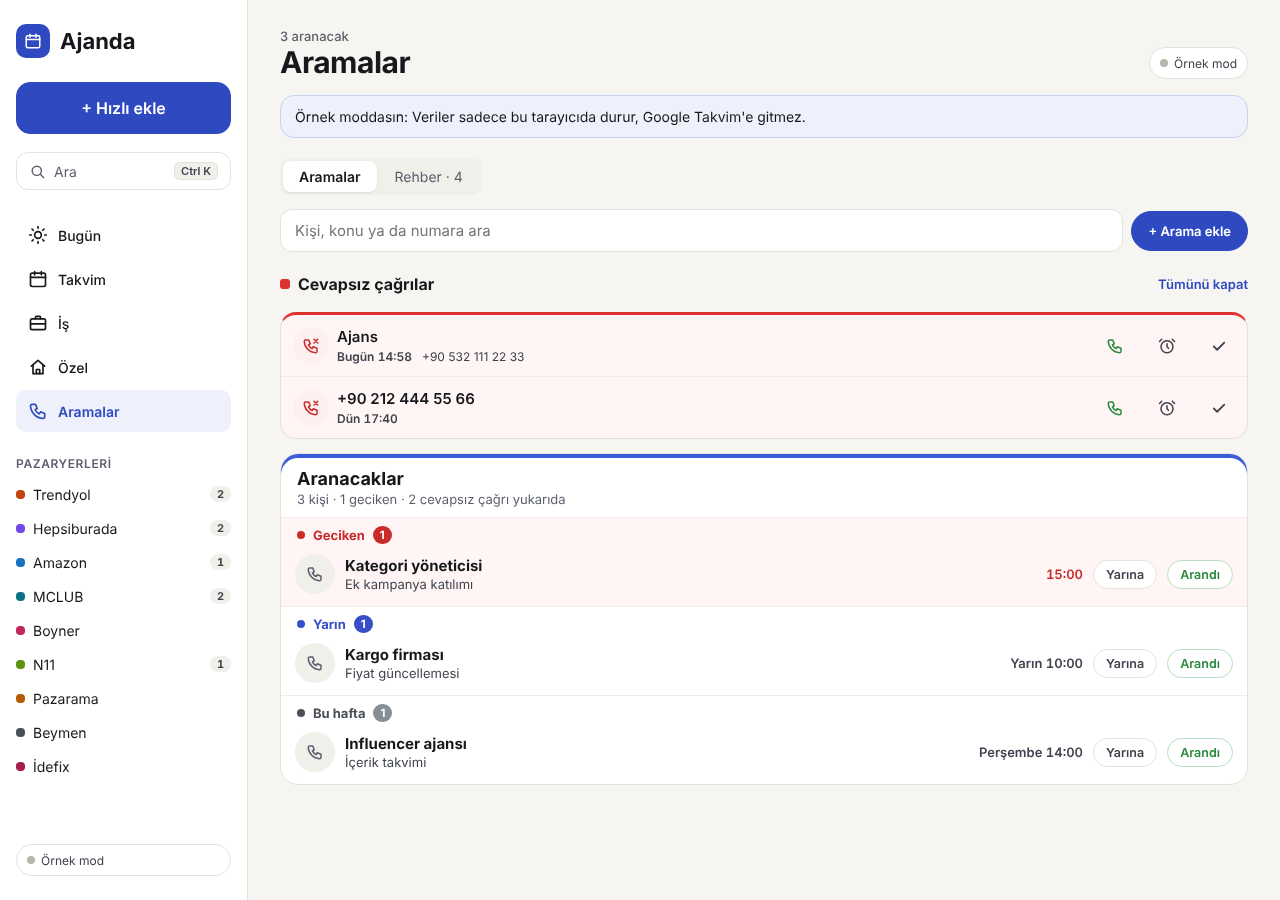 Ajanda
+ Hızlı ekle
Ara
Ctrl K
Bugün
Takvim
İş
Özel
Aramalar
PAZARYERLERİ
Trendyol 2
Hepsiburada 2
Amazon 1
MCLUB 2
Boyner
N11 1
Pazarama
Beymen
İdefix
Örnek mod
3 aranacak
Aramalar
Örnek mod
Örnek moddasın: Veriler sadece bu tarayıcıda durur, Google Takvim'e gitmez.
Aramalar
Rehber · 4
Kişi, konu ya da numara ara
+ Arama ekle
Cevapsız çağrılar
Tümünü kapat
Ajans
Bugün 14:58 +90 532 111 22 33
+90 212 444 55 66
Dün 17:40
Aranacaklar
3 kişi · 1 geciken · 2 cevapsız çağrı yukarıda
Geciken 1
Kategori yöneticisi
Ek kampanya katılımı
15:00
Yarına
Arandı
Yarın 1
Kargo firması
Fiyat güncellemesi
Yarın 10:00
Yarına
Arandı
Bu hafta 1
Influencer ajansı
İçerik takvimi
Perşembe 14:00
Yarına
Arandı